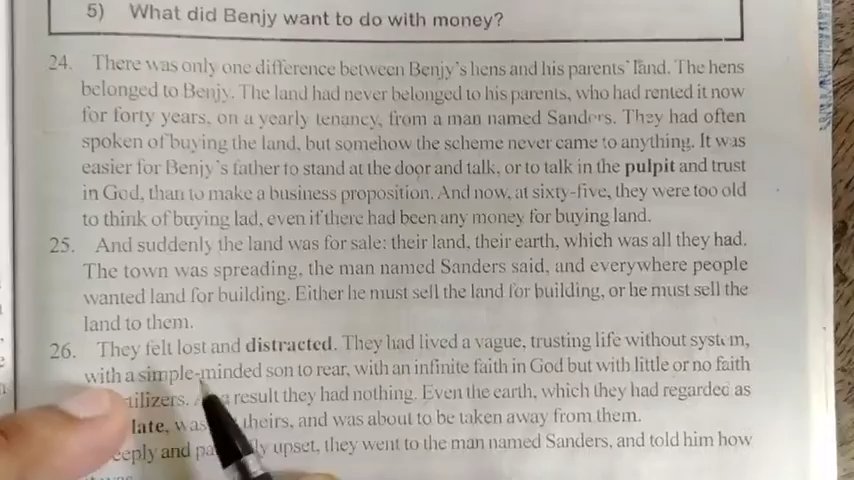 5) What did Benjy want to do with money?
24. There was only one difference between Benjy's hens and his parents' land. The hens
belonged to Benjy. The land had never belonged to his parents, who had rented it now
for forty years, on a yearly tenancy, from a man named Sanders. They had often
spoken of buying the land, but somehow the scheme never came to anything. It was
easier for Benjy's father to stand at the door and talk, or to talk in the pulpit and trust
in God, than to make a business proposition. And now, at sixty-five, they were too old
to think of buying lad, even if there had been any money for buying land.
25. And suddenly the land was for sale: their land, their earth, which was all they had.
The town was spreading, the man named Sanders said, and everywhere people
wanted land for building. Either he must sell the land for building, or he must sell the
land to them.
26. They felt lost and distracted. They had lived a vague, trusting life without system,
with a simple-minded son to rear, with an infinite faith in God but with little or no faith
result they had nothing. Even the earth, which they had regarded as
theirs, and was about to be taken away from them.
upset, they went to the man named Sanders, and told him how